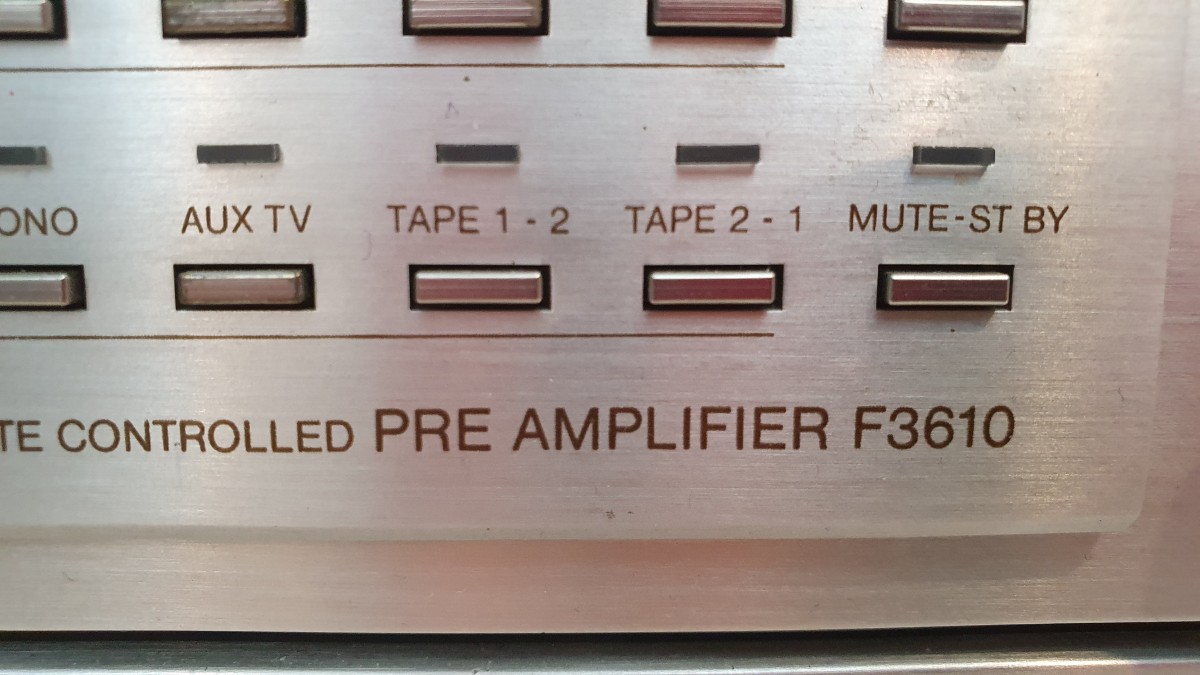 ONO AUX TV TAPE 1 - 2 TAPE 2 - 1 MUTE-ST BY
TE CONTROLLED PRE AMPLIFIER F3610